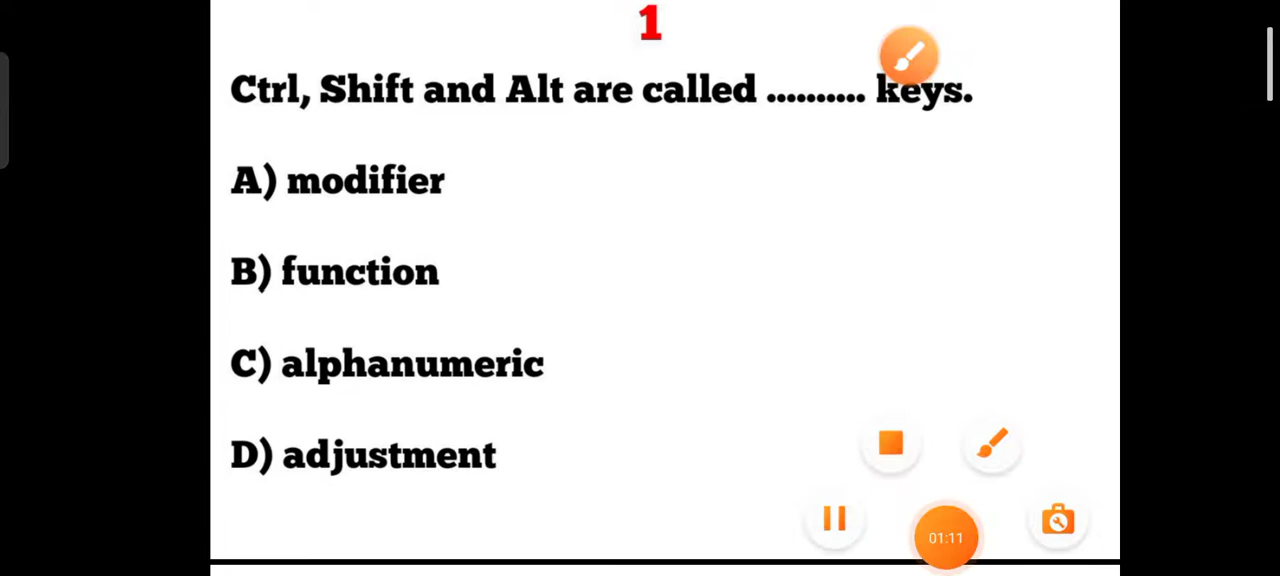 1
Ctrl, Shift and Alt are called .......... keys.
A) modifier
B) function
C) alphanumeric
D) adjustment
01:11